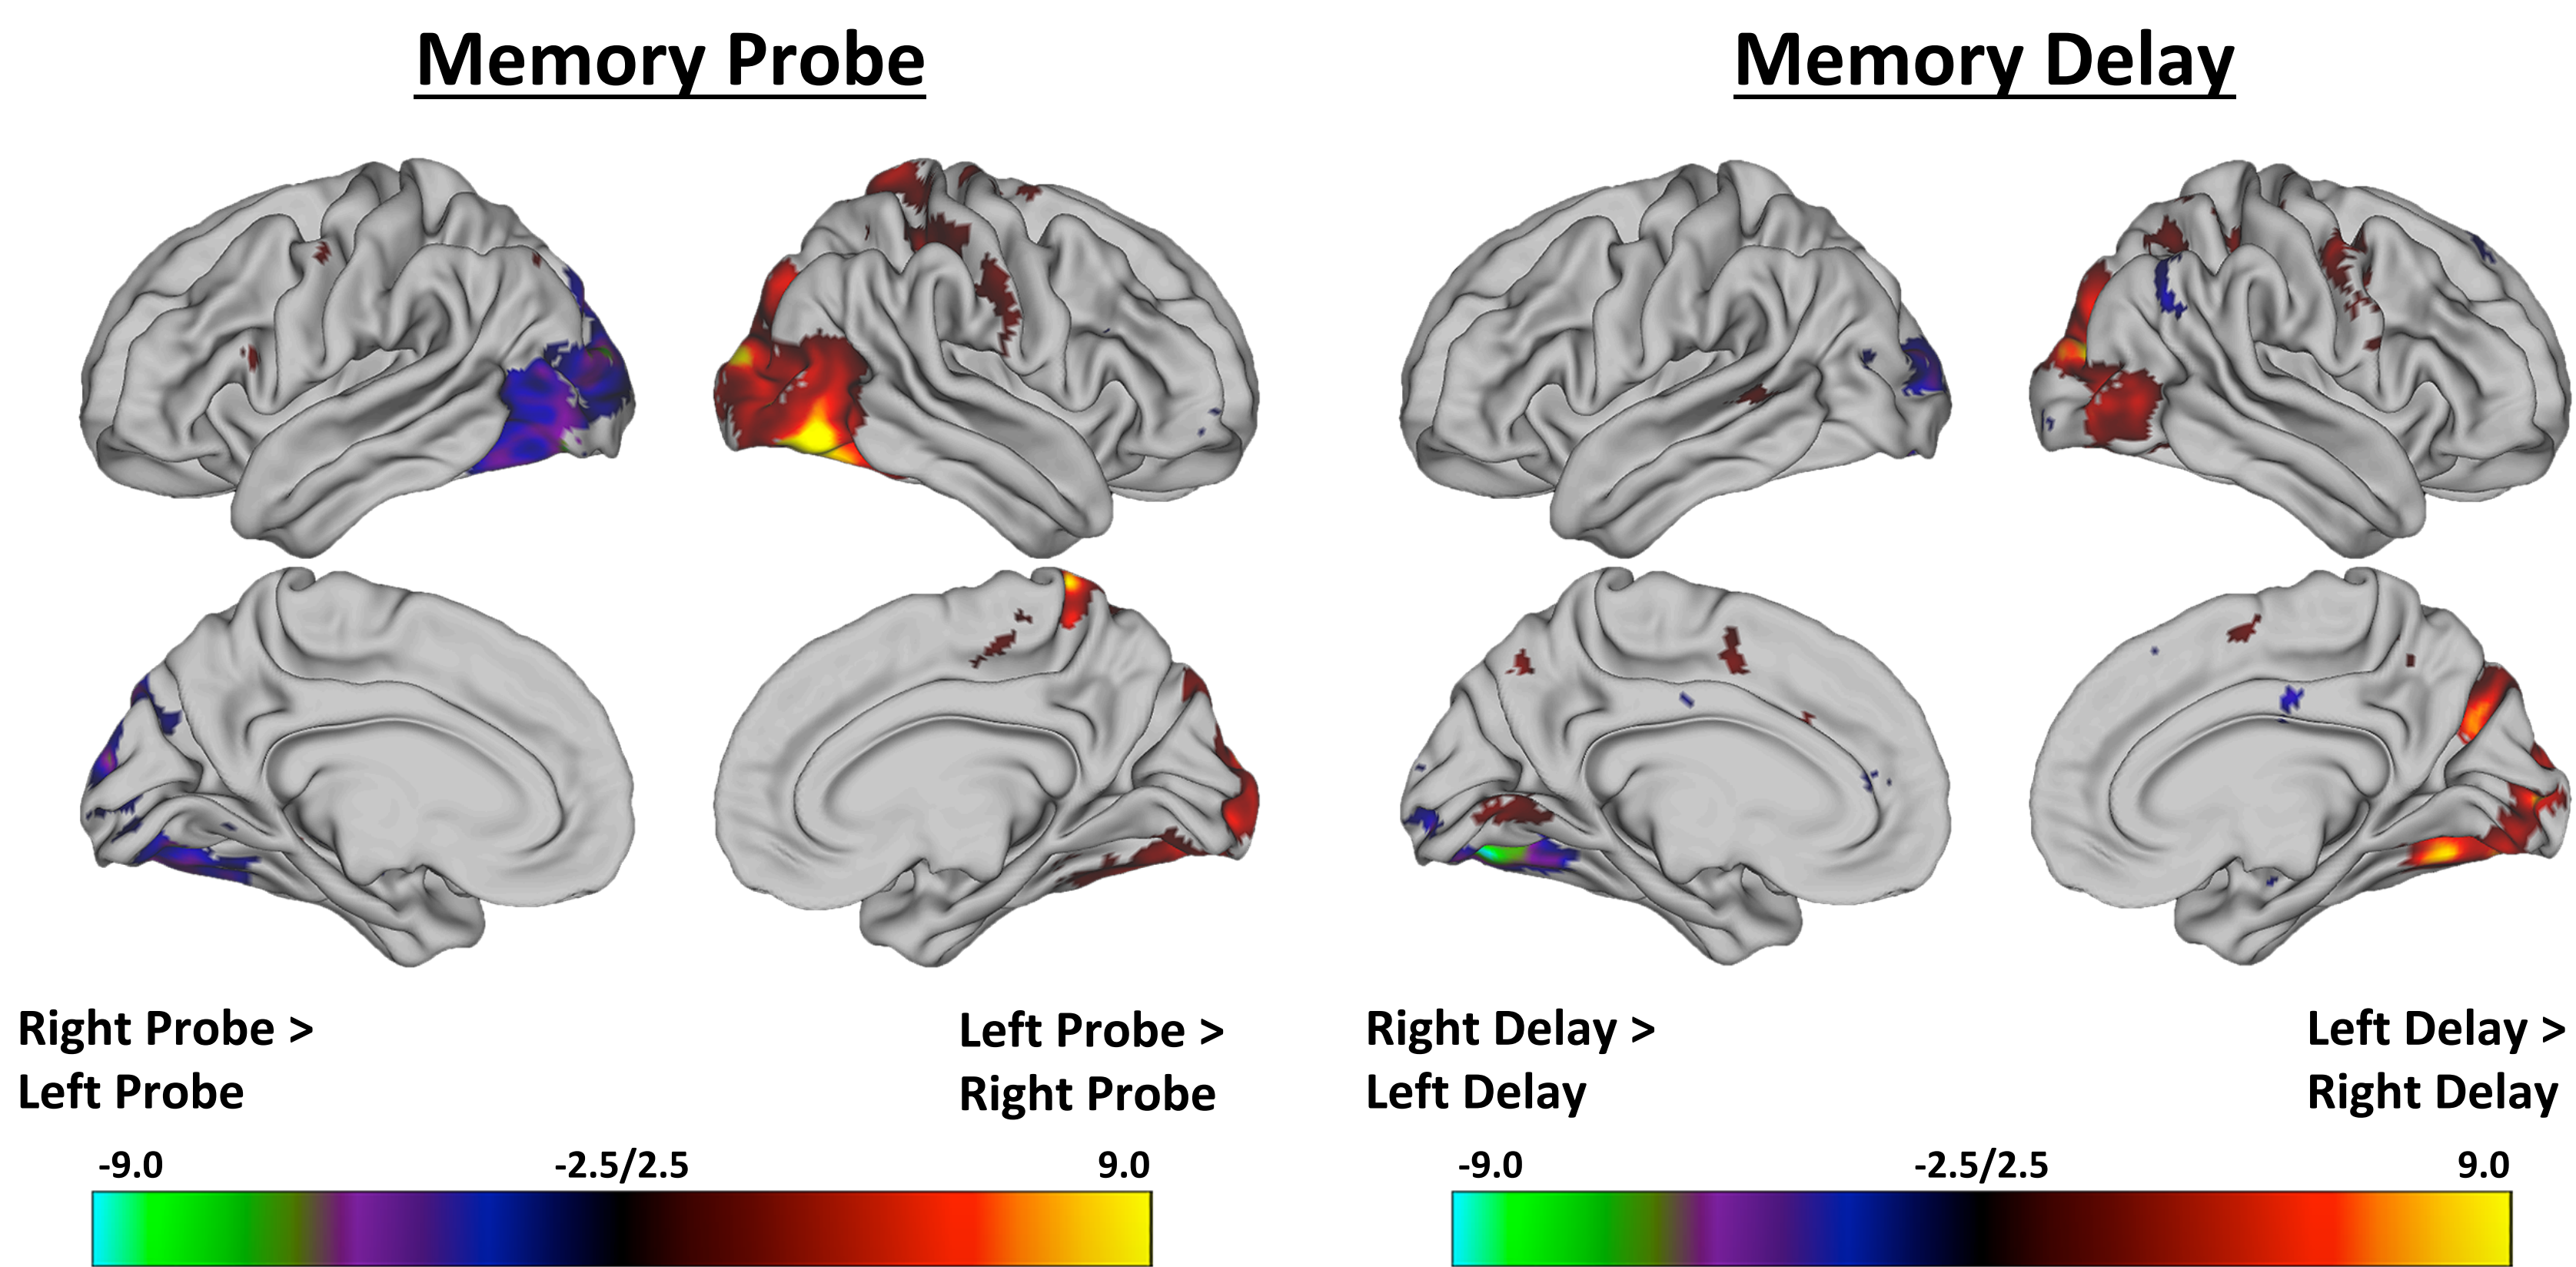 Memory Probe
Memory Delay
Right Probe >
Left Probe
Left Probe >
Right Probe
Right Delay >
Left Delay
Left Delay >
Right Delay
-9.0 -2.5/2.5 9.0
-9.0 -2.5/2.5 9.0